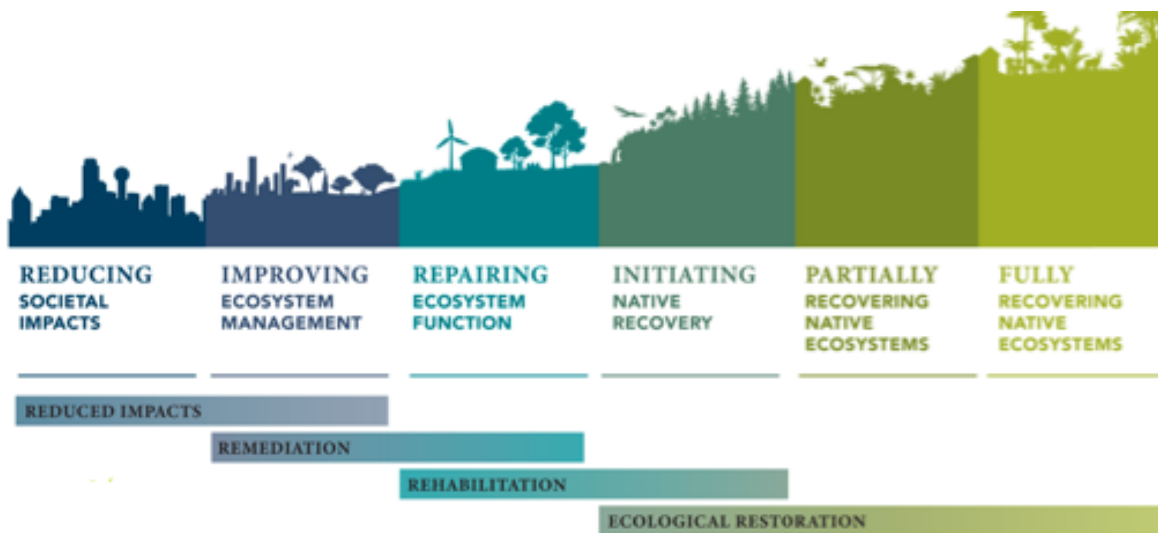 REDUCING
SOCIETAL
IMPACTS
IMPROVING
ECOSYSTEM
MANAGEMENT
REPAIRING
ECOSYSTEM
FUNCTION
INITIATING
NATIVE
RECOVERY
PARTIALLY
RECOVERING
NATIVE
ECOSYSTEMS
FULLY
RECOVERING
NATIVE
ECOSYSTEMS
REDUCED IMPACTS
REMEDIATION
REHABILITATION
ECOLOGICAL RESTORATION